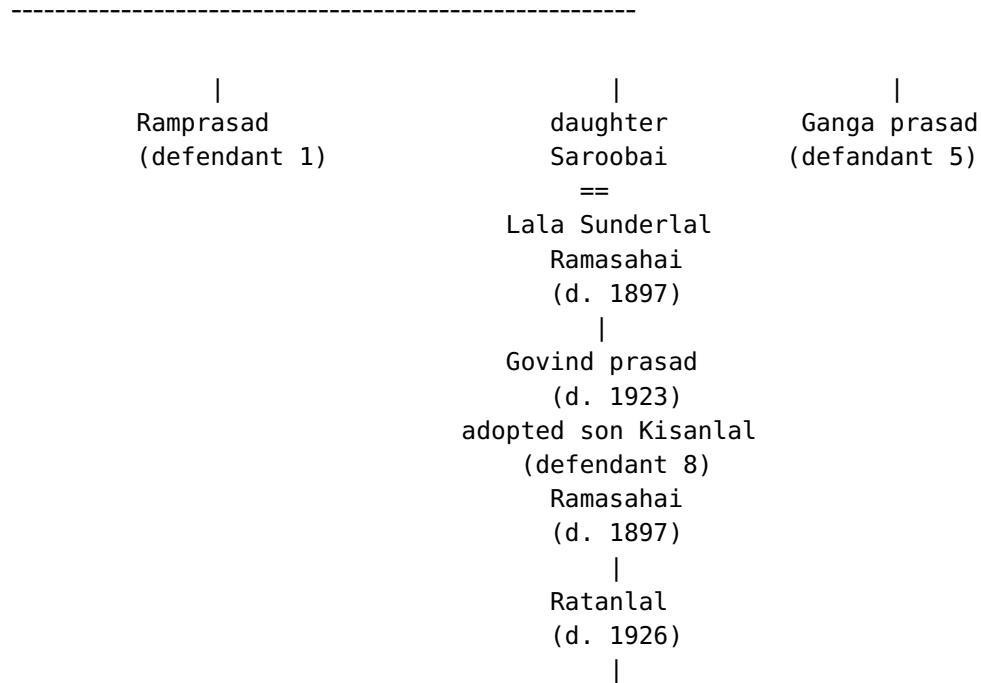 --------------------------------------------------------
| | |
Ramprasad daughter Ganga prasad
(defendant 1) Saroobai (defandant 5)
==
Lala Sunderlal
Ramasahai
(d. 1897)
|
Govind prasad
(d. 1923)
adopted son Kisanlal
(defendant 8)
Ramasahai
(d. 1897)
|
Ratanlal
(d. 1926)
|